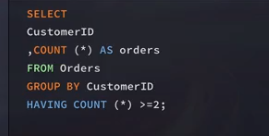 SELECT
CustomerID
,COUNT (*) AS orders
FROM Orders
GROUP BY CustomerID
HAVING COUNT (*) >=2;